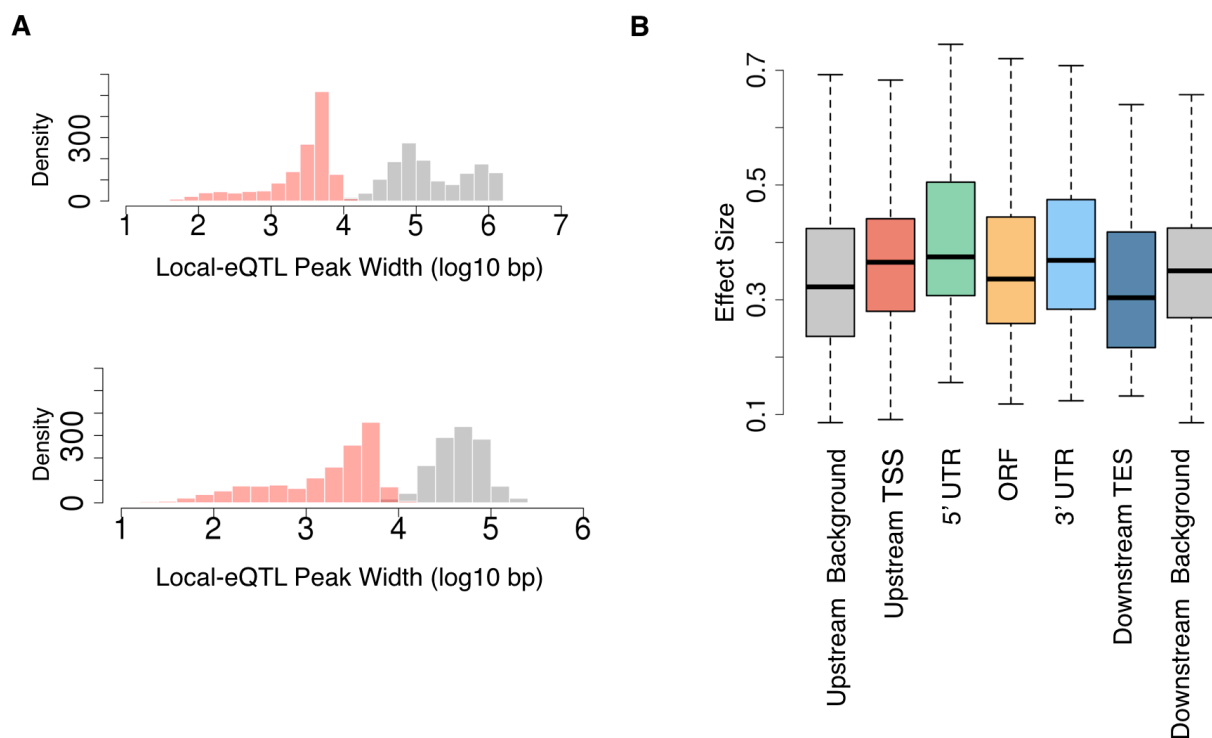 A
Density
0 300
1 2 3 4 5 6 7
Local-eQTL Peak Width (log10 bp)
Density
0 300
1 2 3 4 5 6
Local-eQTL Peak Width (log10 bp)
B
Effect Size
0.1 0.3 0.5 0.7
Upstream Background
Upstream TSS
5’ UTR
ORF
3’ UTR
Downstream TES
Downstream Background